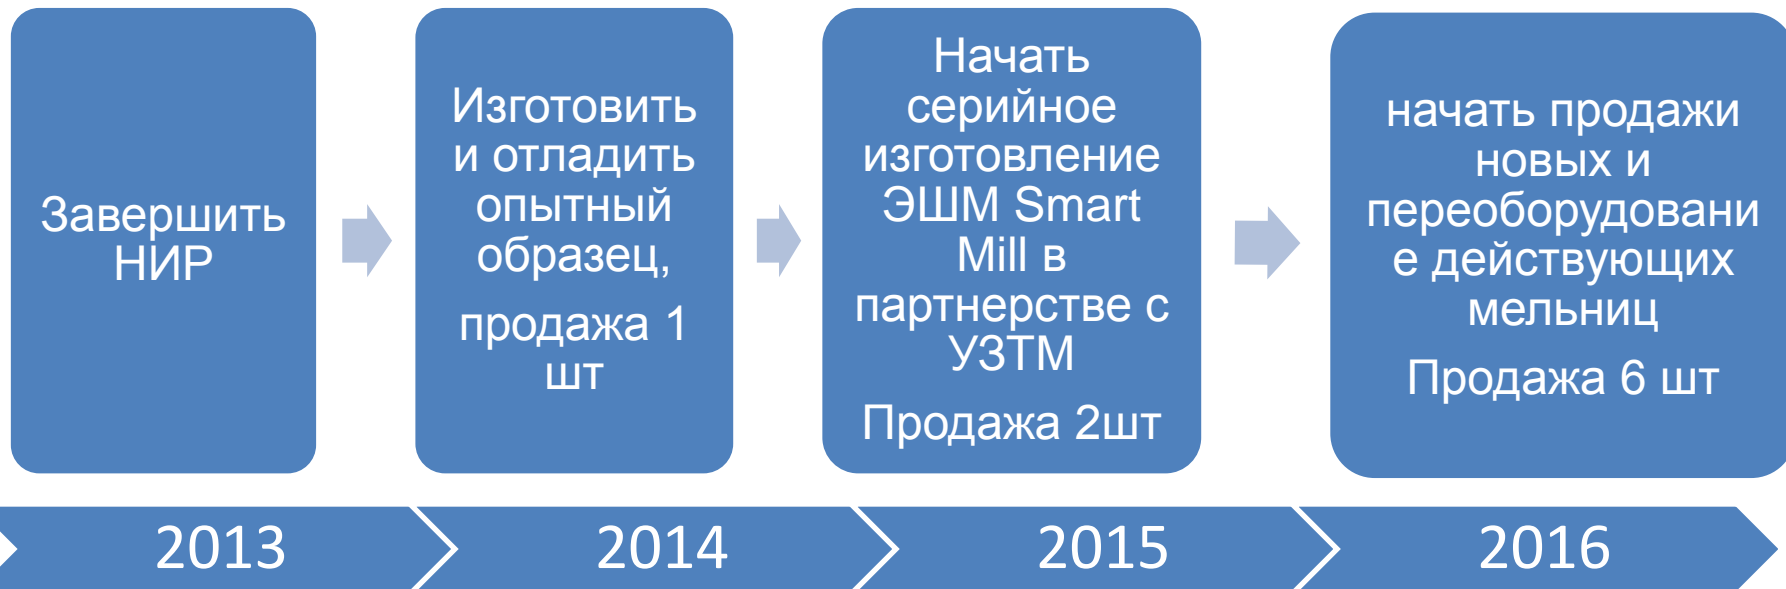 Завершить
НИР
Изготовить
и отладить
опытный
образец,
продажа 1
шт
Начать
серийное
изготовление
ЭШМ Smart
Mill в
партнерстве с
УЗТМ
Продажа 2шт
начать продажи
новых и
переоборудовани
е действующих
мельниц
Продажа 6 шт
2013
2014
2015
2016